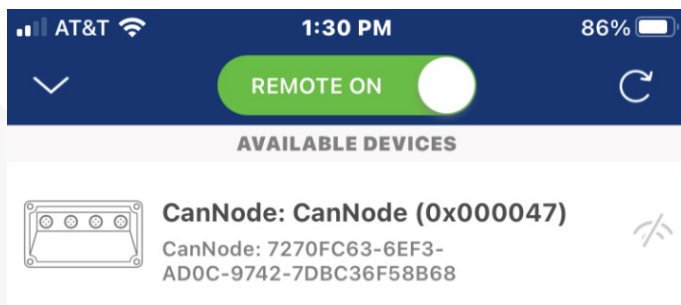 AT&T 1:30 PM 86%
REMOTE ON
AVAILABLE DEVICES
CanNode: CanNode (0x000047)
CanNode: 7270FC63-6EF3-
AD0C-9742-7DBC36F58B68